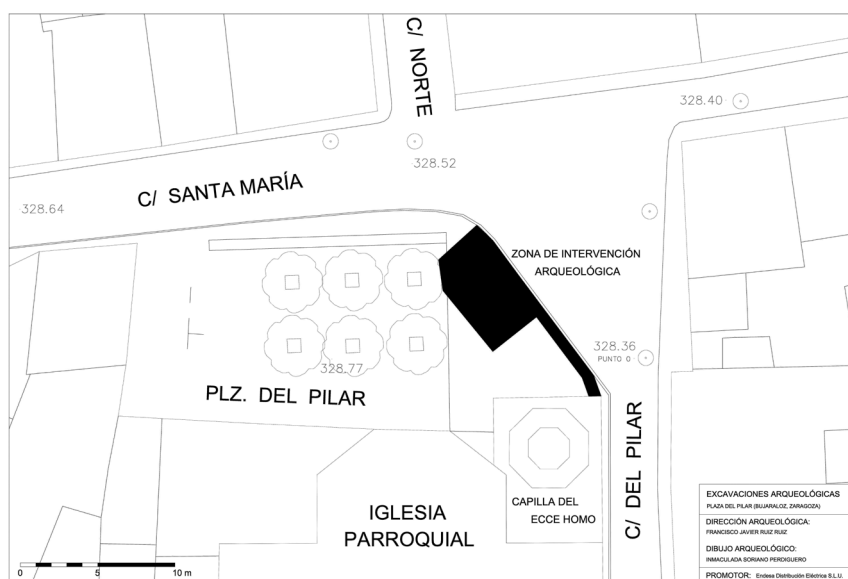 C/ NORTE
328.40
328.52
C/ SANTA MARÍA
328.64
ZONA DE INTERVENCIÓN
ARQUEOLÓGICA
328.36
PUNTO 0
328.77
PLZ. DEL PILAR
C/ DEL PILAR
CAPILLA DEL
ECCE HOMO
IGLESIA
PARROQUIAL
0 5 10 m
EXCAVACIONES ARQUEOLÓGICAS
PLAZA DEL PILAR (BUJARALOZ, ZARAGOZA)
DIRECCIÓN ARQUEOLÓGICA:
FRANCISCO JAVIER RUIZ RUIZ
DIBUJO ARQUEOLÓGICO:
INMACULADA SORIANO PERDIGUERO
PROMOTOR: Endesa Distribución Eléctrica S.L.U.